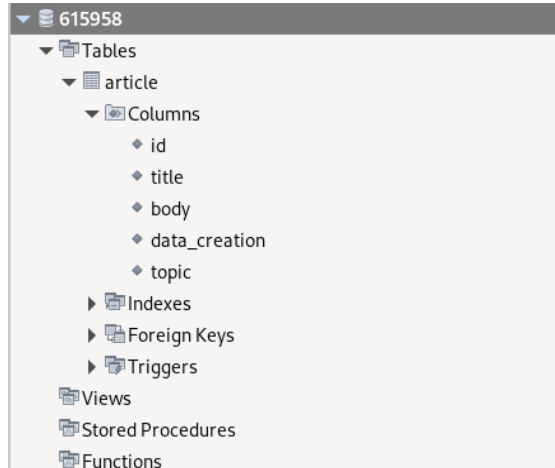 615958
Tables
article
Columns
id
title
body
data_creation
topic
Indexes
Foreign Keys
Triggers
Views
Stored Procedures
Functions